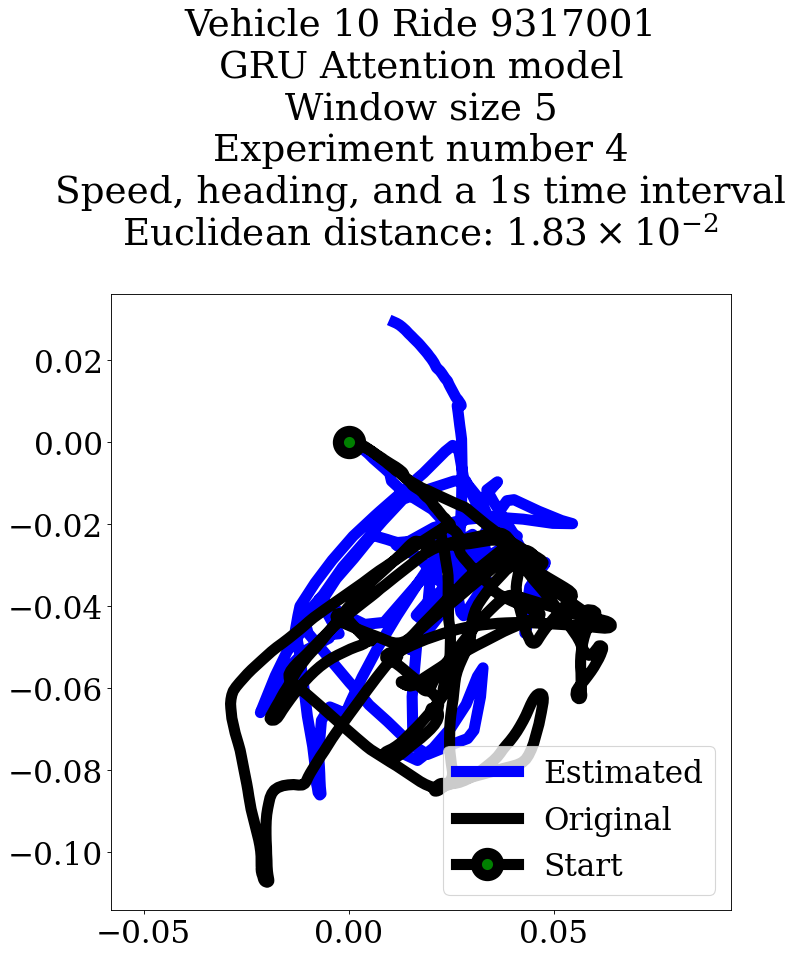 Vehicle 10 Ride 9317001
GRU Attention model
Window size 5
Experiment number 4
Speed, heading, and a 1s time interval
Euclidean distance: 1.83 × 10⁻²
0.02
0.00
−0.02
−0.04
−0.06
−0.08
−0.10
Estimated
Original
Start
−0.05
0.00
0.05